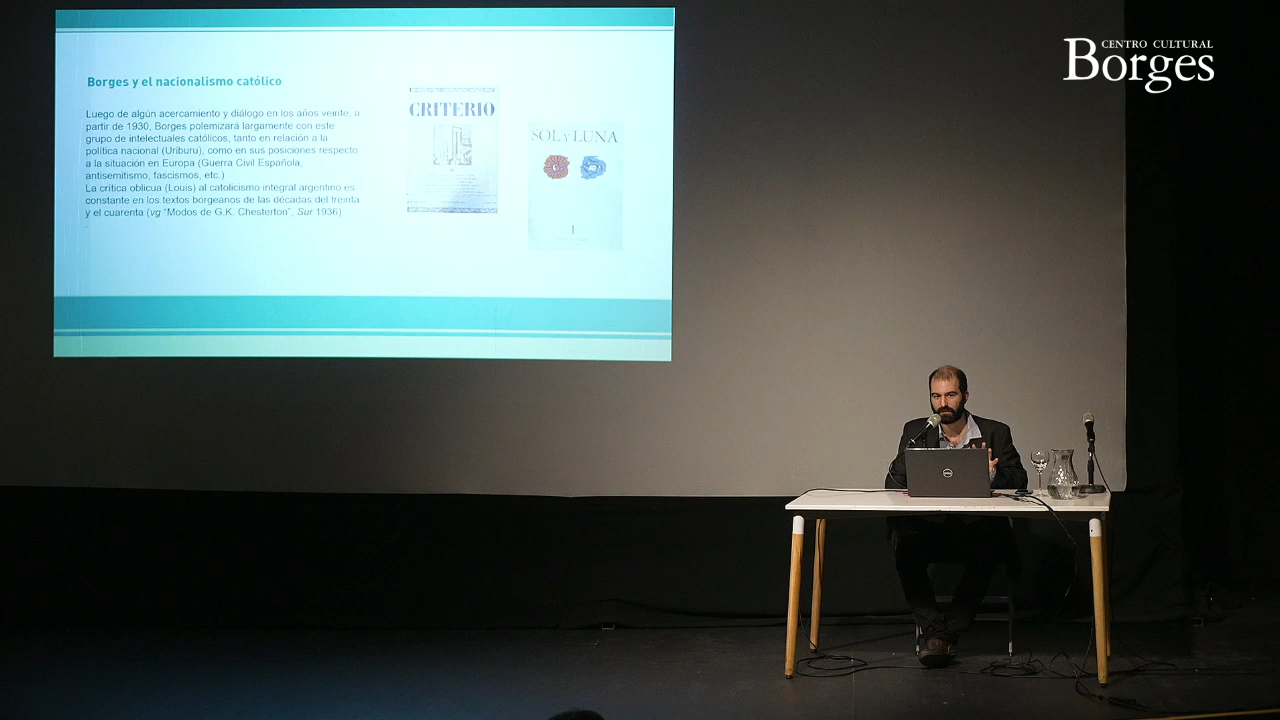 CENTRO CULTURAL
Borges
Borges y el nacionalismo católico
Luego de algún acercamiento y diálogo en los años veinte, a
partir de 1930, Borges polemizará largamente con este
grupo de intelectuales católicos, tanto en relación a la
política nacional (Uriburu), como en sus posiciones respecto
a la situación en Europa (Guerra Civil Española,
antisemitismo, fascismos, etc.)
La crítica oblicua (Louis) al catolicismo integral argentino es
constante en los textos borgeanos de las décadas del treinta
y el cuarenta (vg "Modos de G.K. Chesterton", Sur 1936)
CRITERIO
SOL Y LUNA
1
DELL